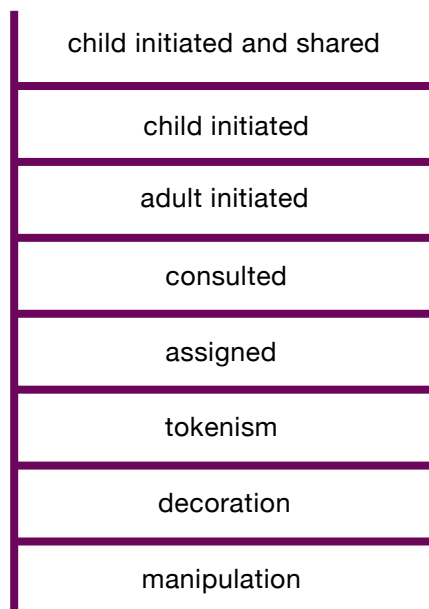 child initiated and shared
child initiated
adult initiated
consulted
assigned
tokenism
decoration
manipulation